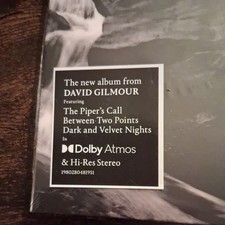 The new album from
DAVID GILMOUR
Featuring
The Piper's Call
Between Two Points
Dark and Velvet Nights
In
Dolby Atmos
& Hi-Res Stereo
19802804819S1